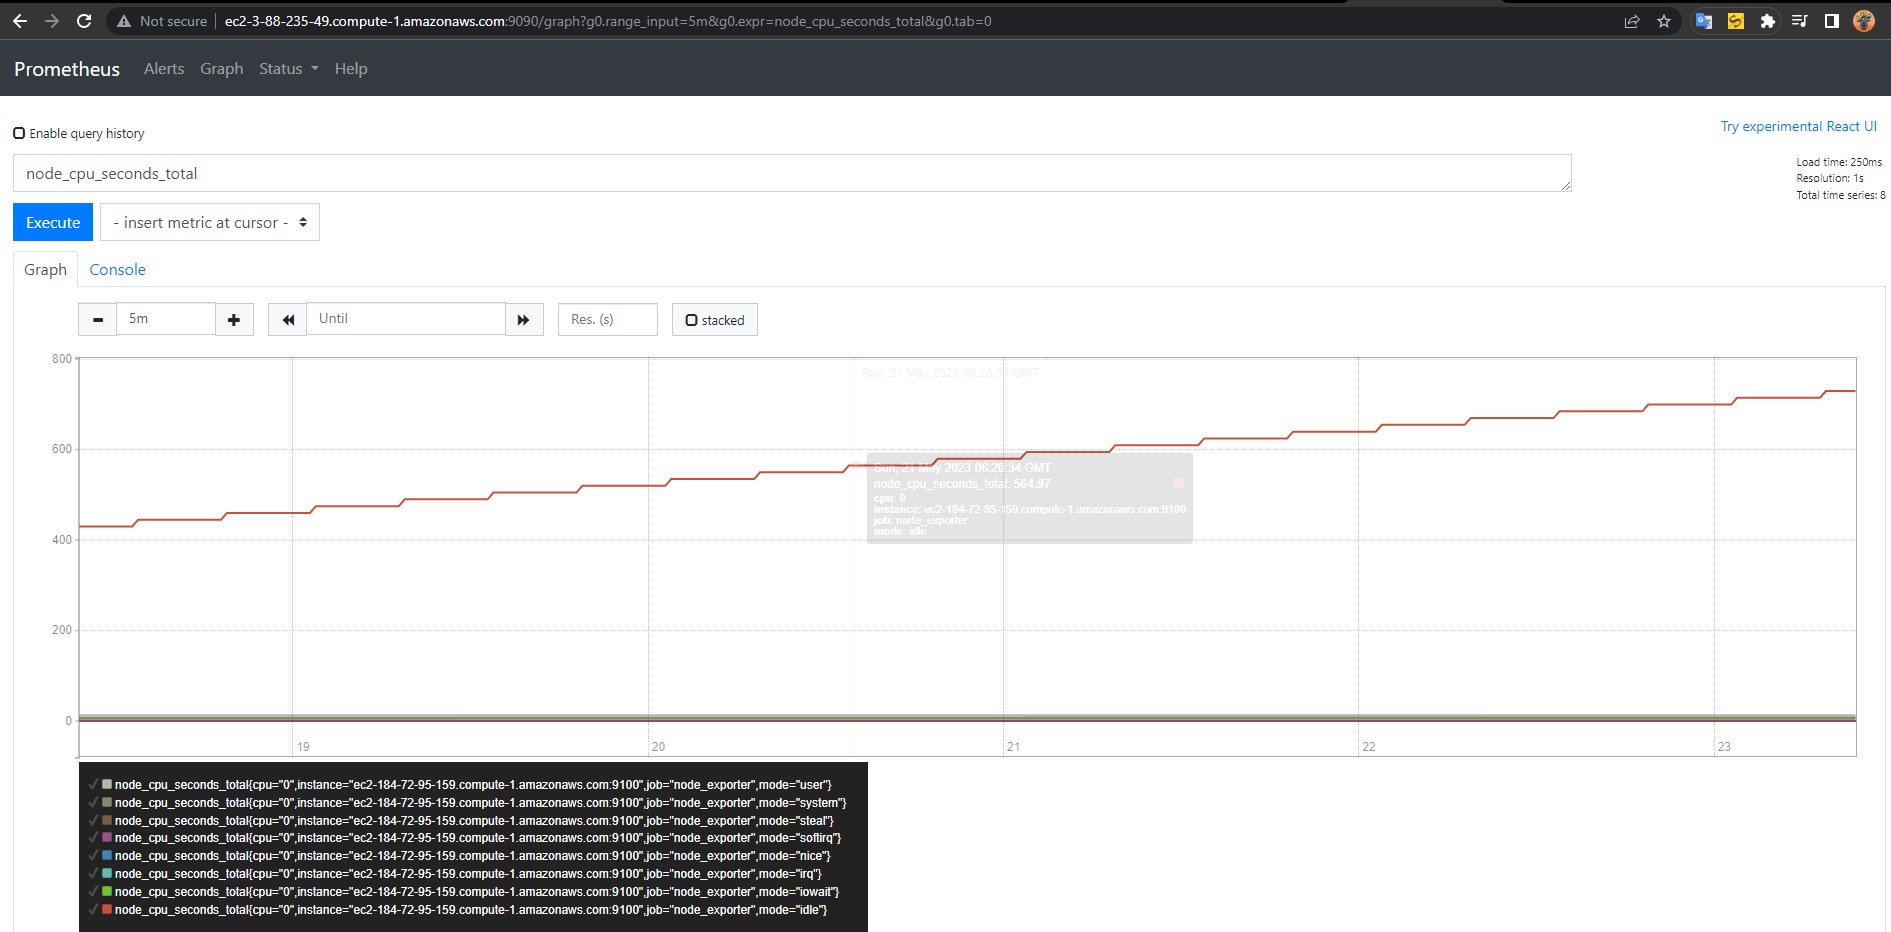 Not secure | ec2-3-88-235-49.compute-1.amazonaws.com:9090/graph?g0.range_input=5m&g0.expr=node_cpu_seconds_total&g0.tab=0
Prometheus Alerts Graph Status Help
Enable query history
Try experimental React UI
node_cpu_seconds_total
Load time: 250ms
Resolution: 1s
Total time series: 8
Execute - insert metric at cursor -
Graph Console
5m Until Res. (s) stacked
800
Sun, 21 May 2023 06:20:34 GMT
600
Sun, 21 May 2023 06:20:34 GMT
node_cpu_seconds_total: 564.97
cpu: 0
instance: ec2-184-72-95-159.compute-1.amazonaws.com:9100
job: node_exporter
mode: idle
400
200
0
19 20 21 22 23
node_cpu_seconds_total{cpu="0",instance="ec2-184-72-95-159.compute-1.amazonaws.com:9100",job="node_exporter",mode="user"}
node_cpu_seconds_total{cpu="0",instance="ec2-184-72-95-159.compute-1.amazonaws.com:9100",job="node_exporter",mode="system"}
node_cpu_seconds_total{cpu="0",instance="ec2-184-72-95-159.compute-1.amazonaws.com:9100",job="node_exporter",mode="steal"}
node_cpu_seconds_total{cpu="0",instance="ec2-184-72-95-159.compute-1.amazonaws.com:9100",job="node_exporter",mode="softirq"}
node_cpu_seconds_total{cpu="0",instance="ec2-184-72-95-159.compute-1.amazonaws.com:9100",job="node_exporter",mode="nice"}
node_cpu_seconds_total{cpu="0",instance="ec2-184-72-95-159.compute-1.amazonaws.com:9100",job="node_exporter",mode="irq"}
node_cpu_seconds_total{cpu="0",instance="ec2-184-72-95-159.compute-1.amazonaws.com:9100",job="node_exporter",mode="iowait"}
node_cpu_seconds_total{cpu="0",instance="ec2-184-72-95-159.compute-1.amazonaws.com:9100",job="node_exporter",mode="idle"}